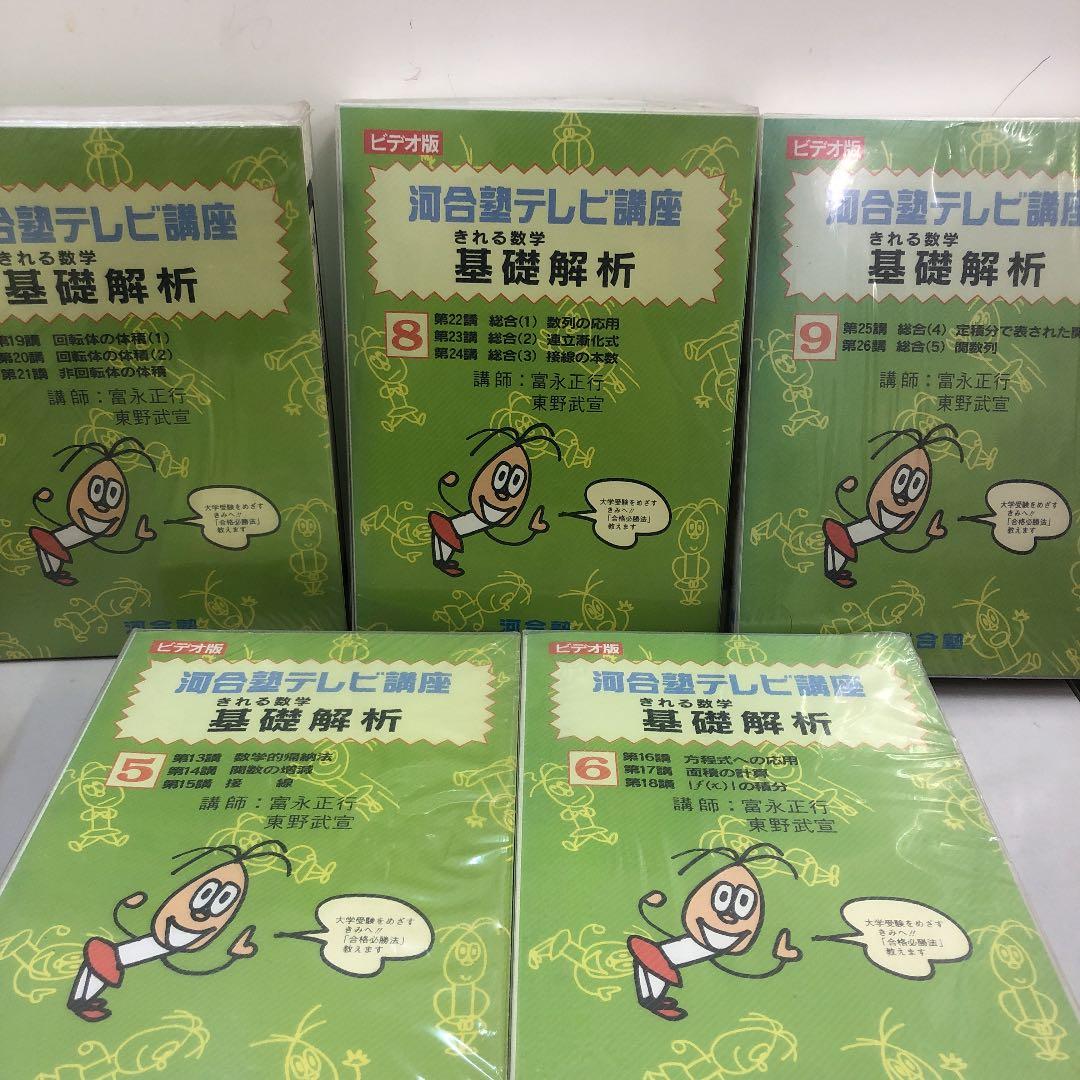 合塾テレビ講座
きれる数学
基礎解析
第19講 回転体の体積(1)
第20講 回転体の体積(2)
第21講 非回転体の体積
講師：富永正行
東野武宣
大学受験をめざす
きみへ!!
「合格必勝法」
教えます
河合塾
ビデオ版
河合塾テレビ講座
きれる数学
基礎解析
8
第22講 総合(1) 数列の応用
第23講 総合(2) 連立漸化式
第24講 総合(3) 接線の本数
講師：富永正行
東野武宣
大学受験をめざす
きみへ!!
「合格必勝法」
教えます
河合塾
ビデオ版
河合塾テレビ講座
きれる数学
基礎解析
9
第25講 総合(4) 定積分で表された関
第26講 総合(5) 関数列
講師：富永正行
東野武宣
大学受験をめざす
きみへ!!
「合格必勝法」
教えます
合塾
ビデオ版
河合塾テレビ講座
きれる数学
基礎解析
5
第13講 数学的帰納法
第14講 関数の増減
第15講 接 線
講師：富永正行
東野武宣
大学受験をめざす
きみへ!!
「合格必勝法」
教えます
ビデオ版
河合塾テレビ講座
きれる数学
基礎解析
6
第16講 方程式への応用
第17講 面積の計算
第18講 |f(x)|の積分
講師：富永正行
東野武宣
大学受験をめざす
きみへ!!
「合格必勝法」
教えます